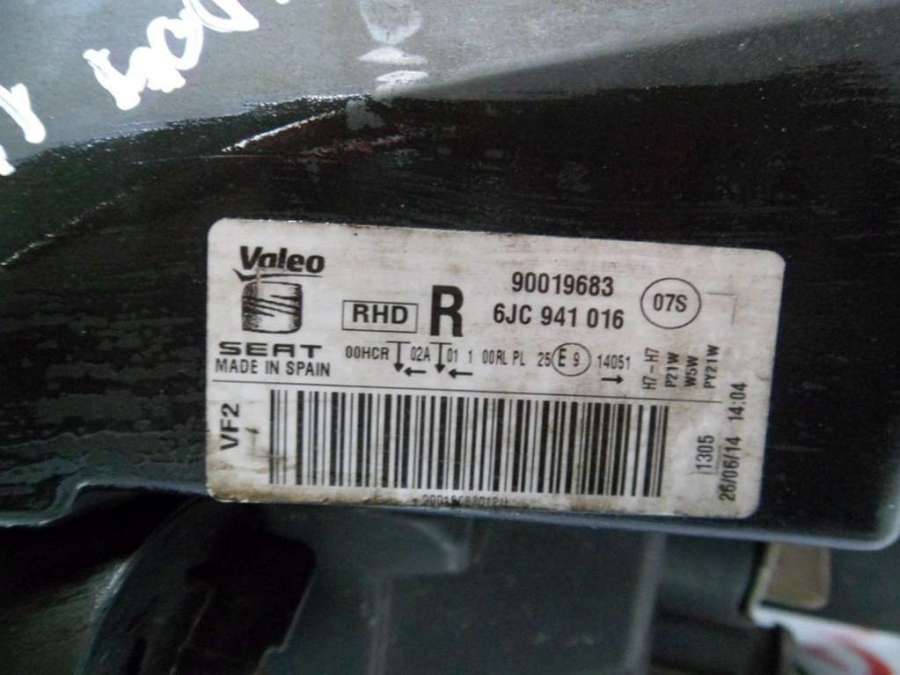 Valeo
SEAT
MADE IN SPAIN
RHD R
90019683
6JC 941 016
07S
00HCR 02A 01 1 00RL PL 25 E 9 14051
H7-H7
P21W
W5W
PY21W
VF2
1305
26/06/14 14:04